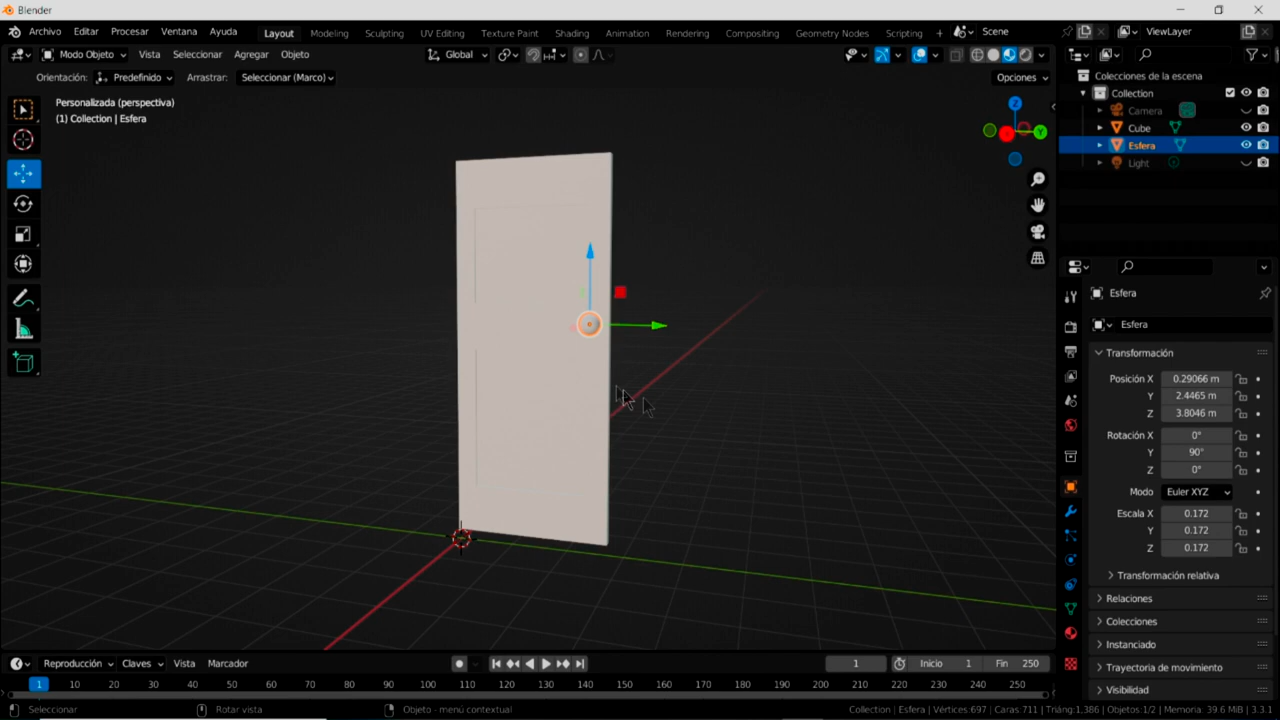 Blender
Archivo Editar Procesar Ventana Ayuda Layout Modeling Sculpting UV Editing Texture Paint Shading Animation Rendering Compositing Geometry Nodes Scripting + Scene ViewLayer
Modo Objeto Vista Seleccionar Agregar Objeto Global
Orientación: Predefinido Arrastrar: Seleccionar (Marco) Opciones
Personalizada (perspectiva)
(1) Collection | Esfera
Z
Y
Colecciones de la escena
Collection
Camera
Cube
Esfera
Light
Esfera
Esfera
Transformación
Posición X 0.29066 m
Y 2.4465 m
Z 3.8046 m
Rotación X 0°
Y 90°
Z 0°
Modo Euler XYZ
Escala X 0.172
Y 0.172
Z 0.172
Transformación relativa
Relaciones
Colecciones
Instanciado
Trayectoria de movimiento
Visibilidad
Reproducción Claves Vista Marcador 1 Inicio 1 Fin 250
1 10 20 30 40 50 60 70 80 90 100 110 120 130 140 150 160 170 180 190 200 210 220 230 240 250
Seleccionar Rotar vista Objeto - menú contextual Collection | Esfera | Vértices:697 | Caras:711 | Triáng:1,386 | Objetos:1/2 | Memoria: 39.6 MiB | 3.3.1